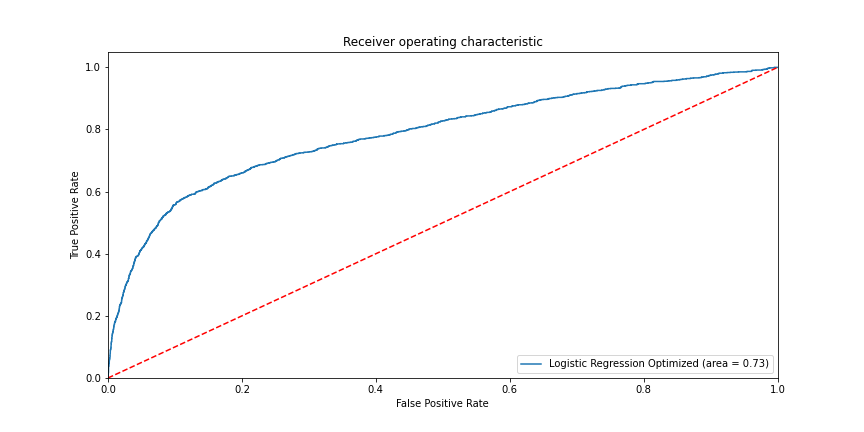 Receiver operating characteristic
1.0
0.8
0.6
0.4
0.2
0.0
True Positive Rate
Logistic Regression Optimized (area = 0.73)
0.0 0.2 0.4 0.6 0.8 1.0
False Positive Rate